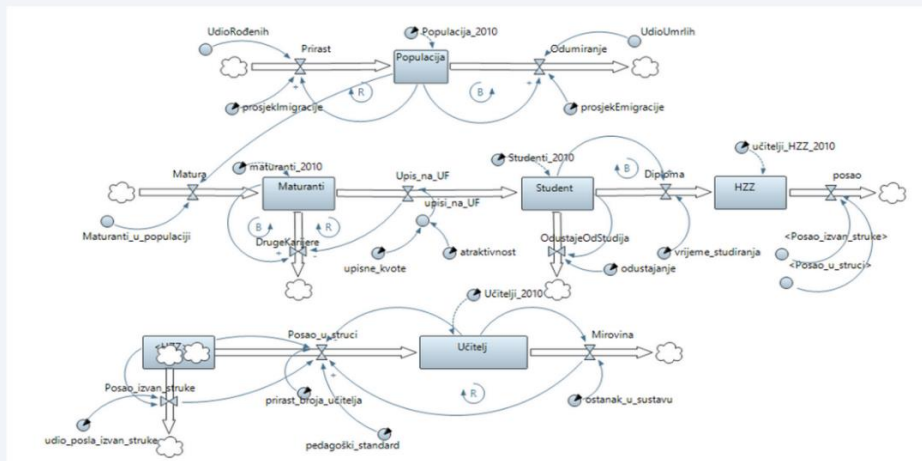 UdioRođenih
Prirast
Populacija_2010
Odumiranje
UdioUmrlih
Populacija
R
B
prosjekImigracije
prosjekEmigracije
Matura
maturanti_2010
Upis_na_UF
Studenti_2010
B
Diploma
učitelji_HZZ_2010
posao
Maturanti
upisi_na_UF
Student
HZZ
Maturanti_u_populaciji
B
R
DrugeKarijere
OdustajeOdStudija
<Posao_izvan_struke>
upisne_kvote
atraktivnost
odustajanje
vrijeme_studiranja
<Posao_u_struci>
Učitelji_2010
Posao_u_struci
Mirovina
Učitelj
Posao_izvan_struke
prirast_broja_učitelja
R
ostanak_u_sustavu
udio_posla_izvan_struke
pedagoški_standard